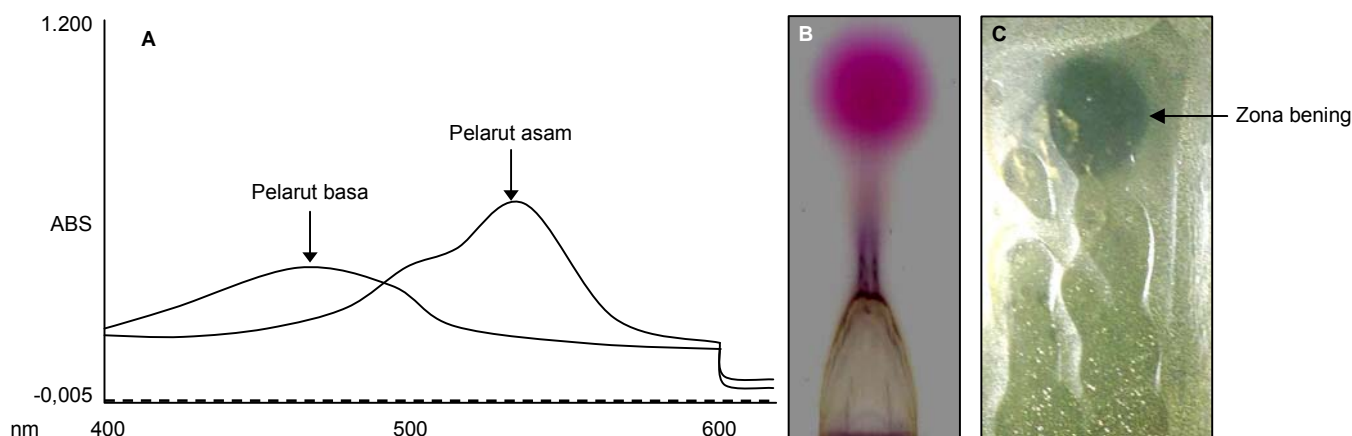 1.200
A
B
C
Zona bening
Pelarut asam
Pelarut basa
ABS
-0,005
nm
400
500
600